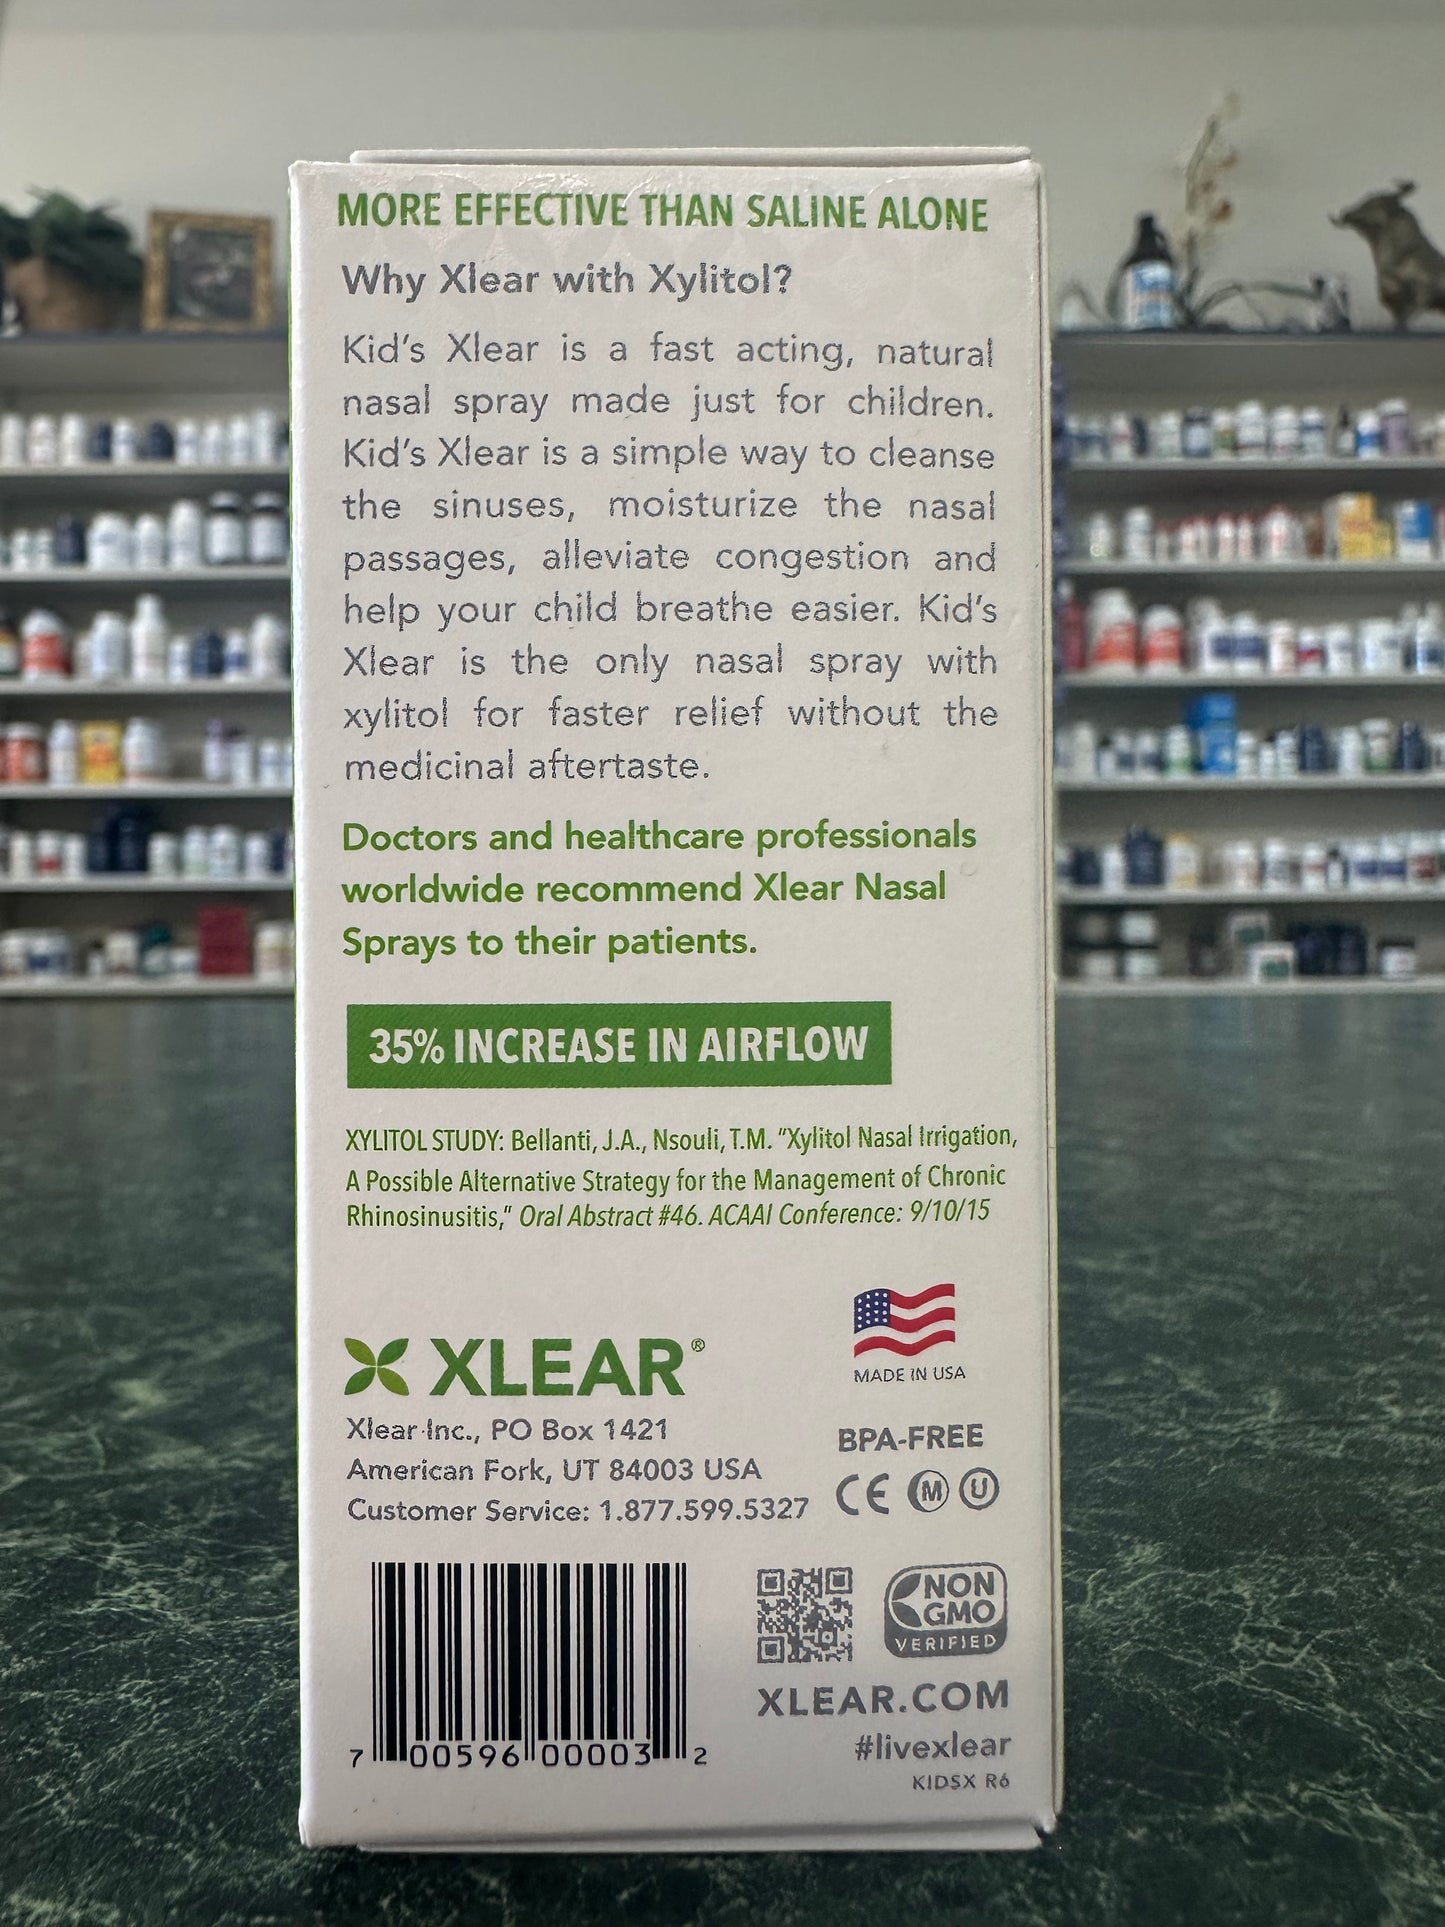 MORE EFFECTIVE THAN SALINE ALONE
Why Xlear with Xylitol?
Kid's Xlear is a fast acting, natural
nasal spray made just for children.
Kid's Xlear is a simple way to cleanse
the sinuses, moisturize the nasal
passages, alleviate congestion and
help your child breathe easier. Kid's
Xlear is the only nasal spray with
xylitol for faster relief without the
medicinal aftertaste.
Doctors and healthcare professionals
worldwide recommend Xlear Nasal
Sprays to their patients.
35% INCREASE IN AIRFLOW
XYLITOL STUDY: Bellanti, J.A., Nsouli, T.M. "Xylitol Nasal Irrigation,
A Possible Alternative Strategy for the Management of Chronic
Rhinosinusitis," Oral Abstract #46. ACAAI Conference: 9/10/15
XLEAR®
Xlear Inc., PO Box 1421
American Fork, UT 84003 USA
Customer Service: 1.877.599.5327
MADE IN USA
BPA-FREE
CE M U
7 00596 00003 2
NON
GMO
VERIFIED
XLEAR.COM
#livexlear
KIDSX R6